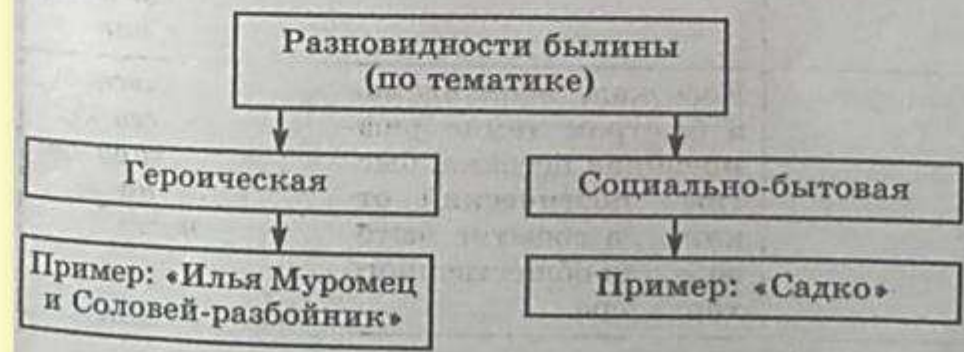 Разновидности былины
(по тематике)
Героическая
Социально-бытовая
Пример: «Илья Муромец
и Соловей-разбойник»
Пример: «Садко»